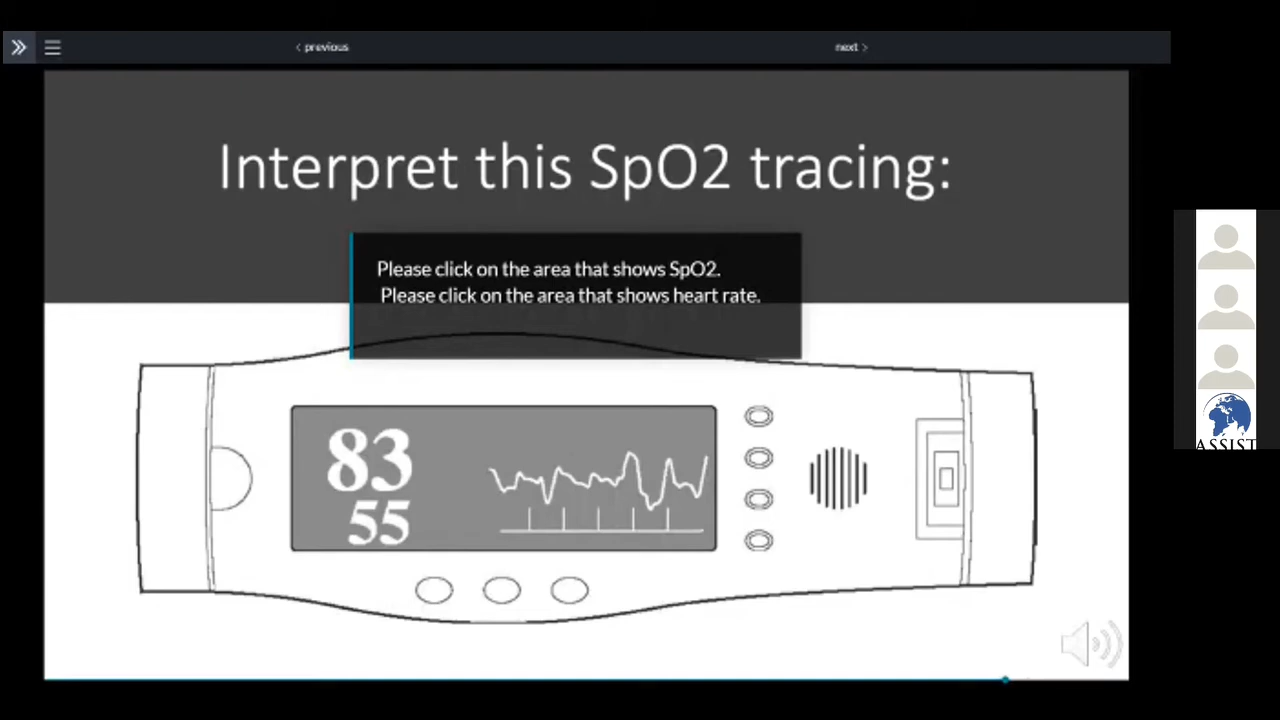 previous
next
Interpret this SpO2 tracing:
Please click on the area that shows SpO2.
Please click on the area that shows heart rate.
83
55
ASSIST